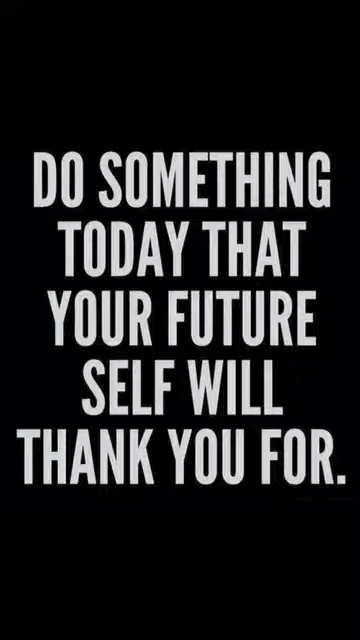 DO SOMETHING
TODAY THAT
YOUR FUTURE
SELF WILL
THANK YOU FOR.